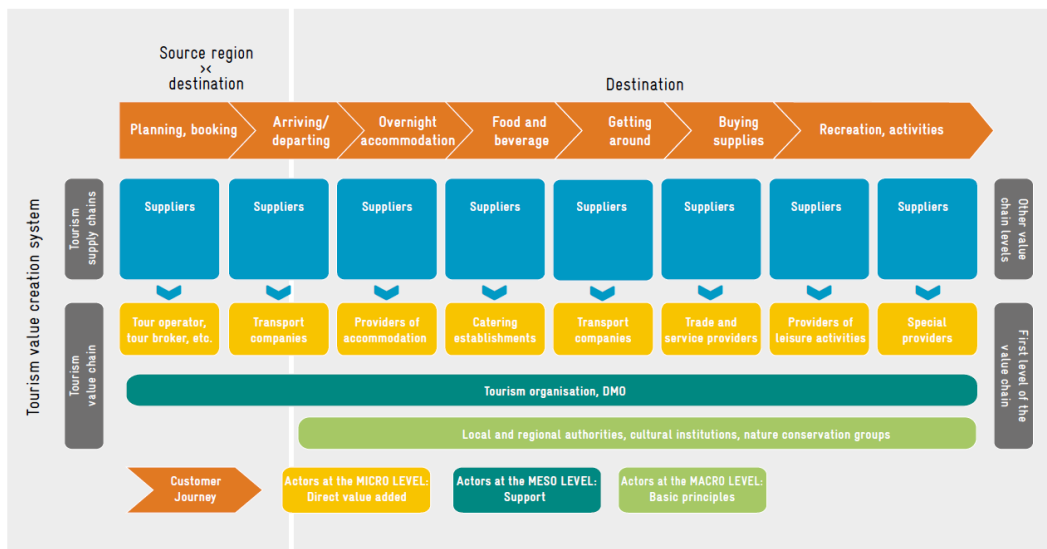 Source region
><
destination
Destination
Planning, booking
Arriving/
departing
Overnight
accommodation
Food and
beverage
Getting
around
Buying
supplies
Recreation, activities
Tourism value creation system
Tourism
supply chains
Suppliers
Suppliers
Suppliers
Suppliers
Suppliers
Suppliers
Suppliers
Suppliers
Other value
chain levels
Tourism
value chain
Tour operator,
tour broker, etc.
Transport
companies
Providers of
accommodation
Catering
establishments
Transport
companies
Trade and
service providers
Providers of
leisure activities
Special
providers
First level of the
value chain
Tourism organisation, DMO
Local and regional authorities, cultural institutions, nature conservation groups
Customer
Journey
Actors at the MICRO LEVEL:
Direct value added
Actors at the MESO LEVEL:
Support
Actors at the MACRO LEVEL:
Basic principles